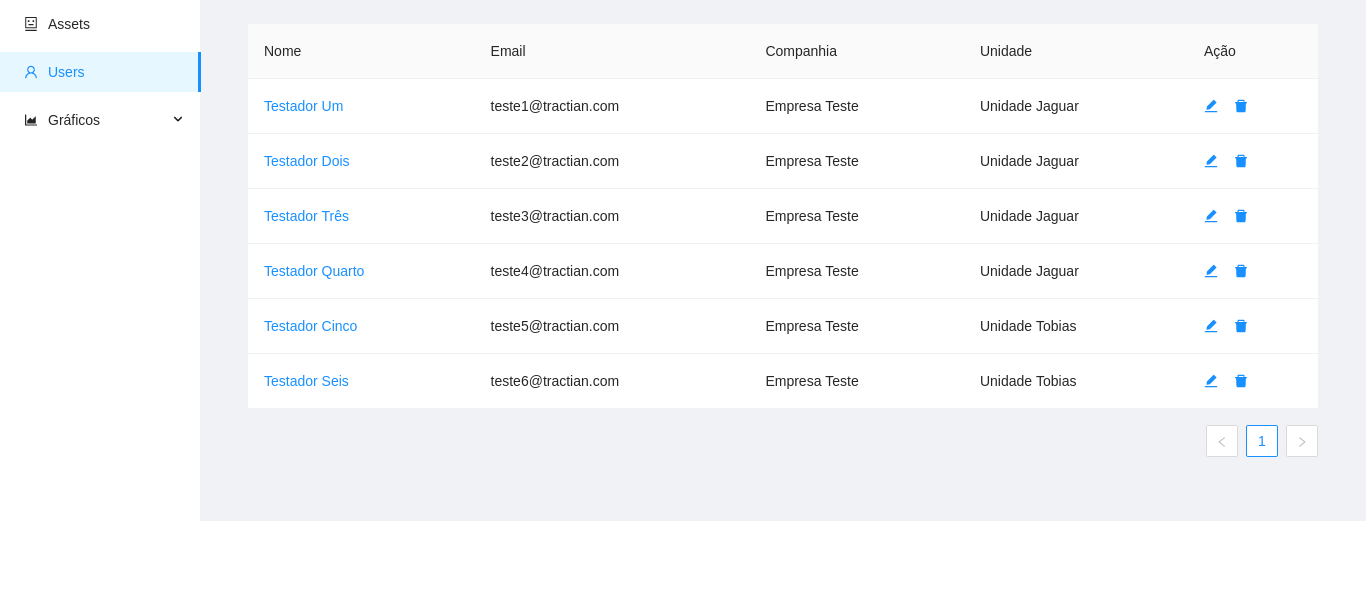 Assets
Users
Gráficos
Nome Email Companhia Unidade Ação
Testador Um teste1@tractian.com Empresa Teste Unidade Jaguar
Testador Dois teste2@tractian.com Empresa Teste Unidade Jaguar
Testador Três teste3@tractian.com Empresa Teste Unidade Jaguar
Testador Quarto teste4@tractian.com Empresa Teste Unidade Jaguar
Testador Cinco teste5@tractian.com Empresa Teste Unidade Tobias
Testador Seis teste6@tractian.com Empresa Teste Unidade Tobias
1